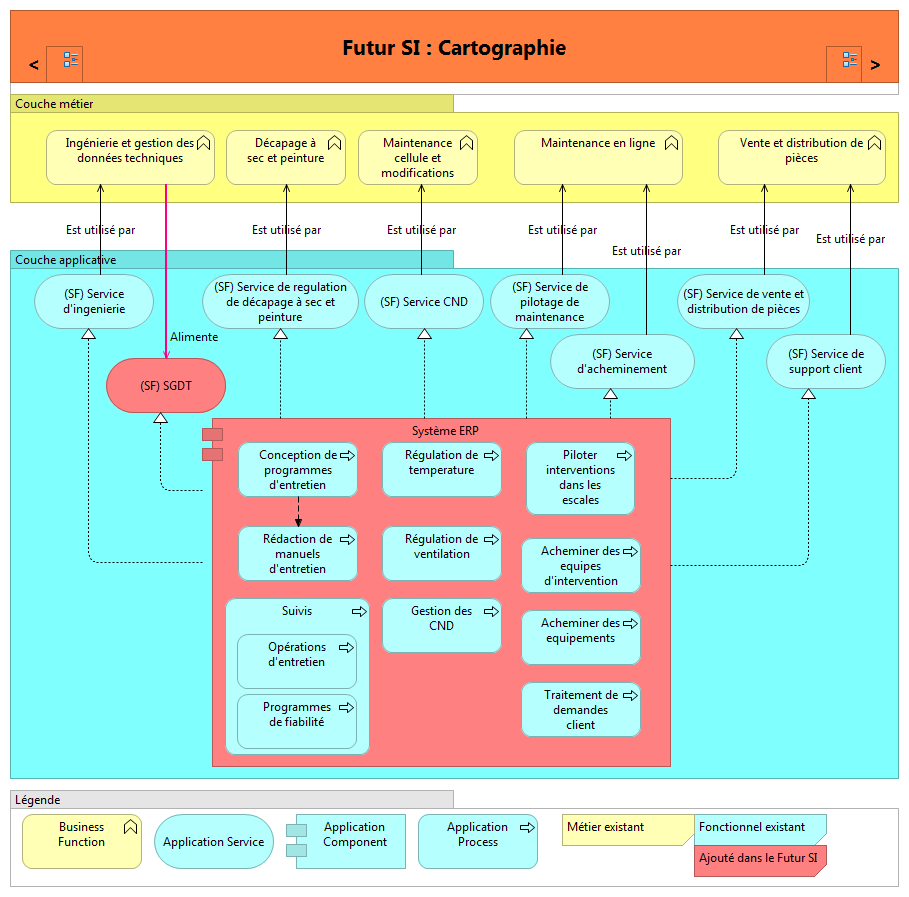 Futur SI : Cartographie
<
>
Couche métier
Ingénierie et gestion des
données techniques
Décapage à
sec et peinture
Maintenance
cellule et
modifications
Maintenance en ligne
Vente et distribution de
pièces
Est utilisé par
Est utilisé par
Est utilisé par
Est utilisé par
Est utilisé par
Est utilisé par
Est utilisé par
Couche applicative
(SF) Service
d'ingenierie
(SF) Service de regulation
de décapage à sec et
peinture
(SF) Service CND
(SF) Service de
pilotage de
maintenance
(SF) Service de vente et
distribution de pièces
Alimente
(SF) Service
d'acheminement
(SF) Service de
support client
(SF) SGDT
Système ERP
Conception de
programmes
d'entretien
Régulation de
temperature
Piloter
interventions
dans les
escales
Rédaction de
manuels
d'entretien
Régulation de
ventilation
Acheminer des
equipes
d'intervention
Suivis
Opérations
d'entretien
Programmes
de fiabilité
Gestion des
CND
Acheminer des
equipements
Traitement de
demandes
client
Légende
Business
Function
Application Service
Application
Component
Application
Process
Métier existant
Fonctionnel existant
Ajouté dans le Futur SI